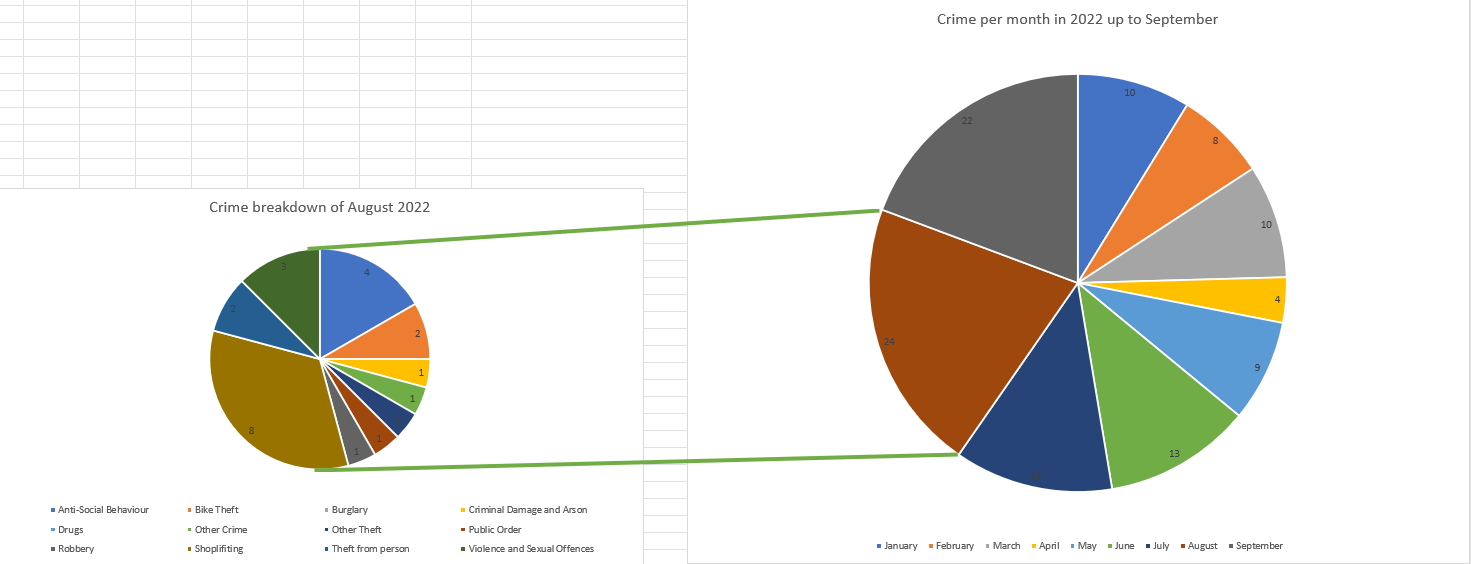 Crime per month in 2022 up to September
10
8
10
4
9
13
24
22
January February March April May June July August September
Crime breakdown of August 2022
4
2
1
1
1
1
8
2
3
Anti-Social Behaviour Bike Theft Burglary Criminal Damage and Arson
Drugs Other Crime Other Theft Public Order
Robbery Shoplifiting Theft from person Violence and Sexual Offences